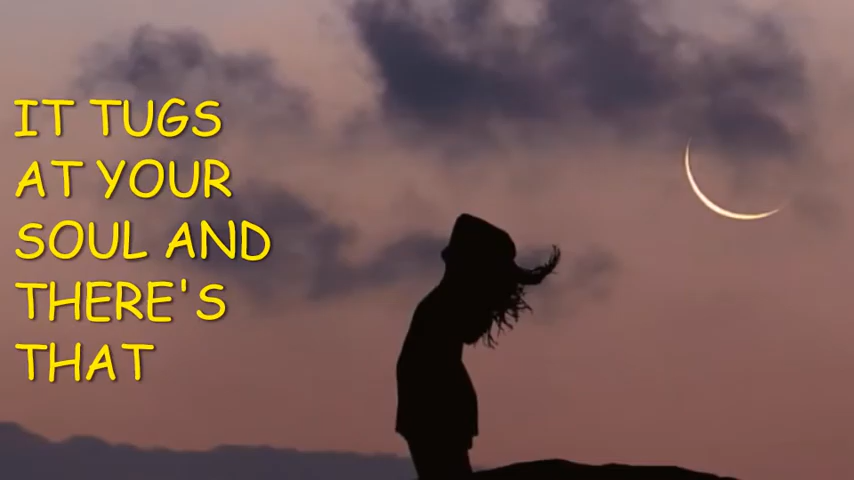 IT TUGS
AT YOUR
SOUL AND
THERE'S
THAT